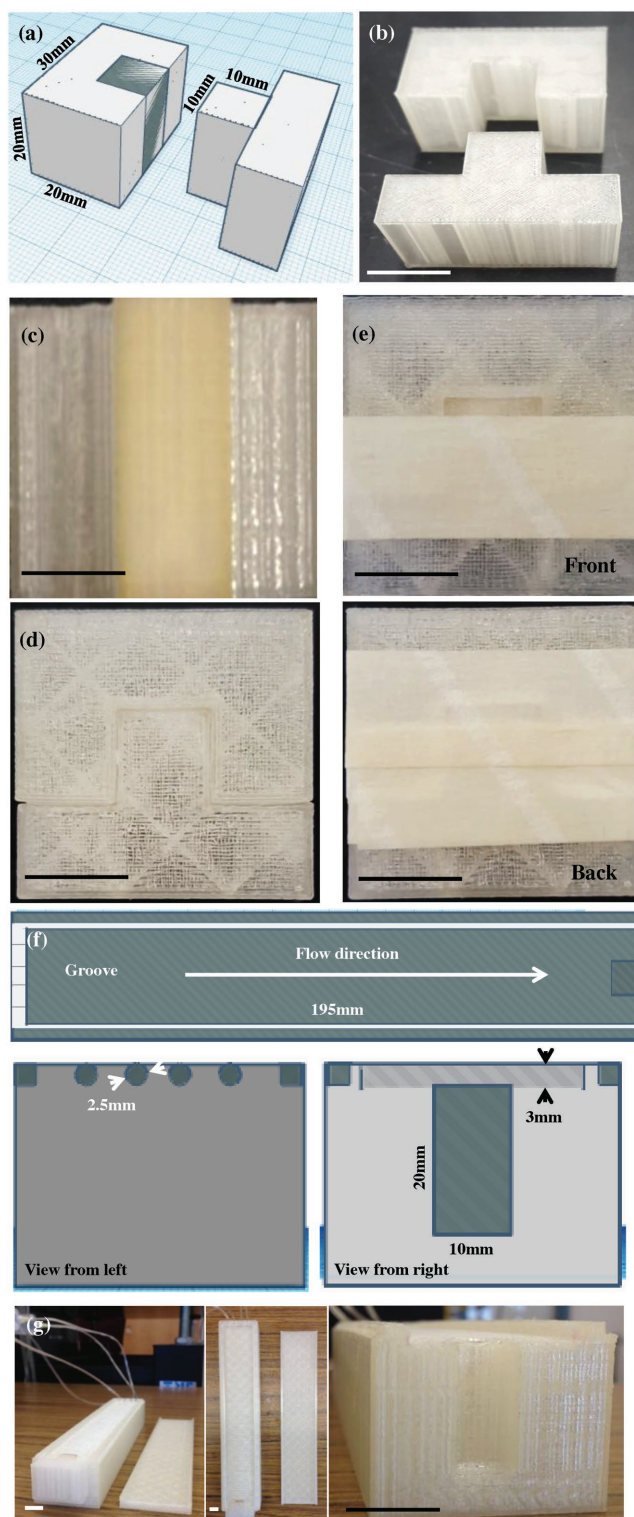 (a)
30mm
10mm
10mm
20mm
20mm
(b)
(c)
(e)
Front
(d)
Back
(f)
Flow direction
Groove
195mm
2.5mm
3mm
20mm
10mm
View from left
View from right
(g)